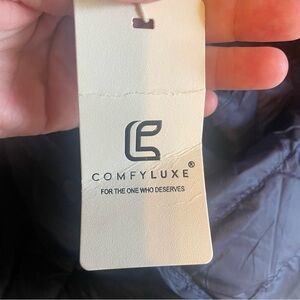 COMFYLUXE®
FOR THE ONE WHO DESERVES